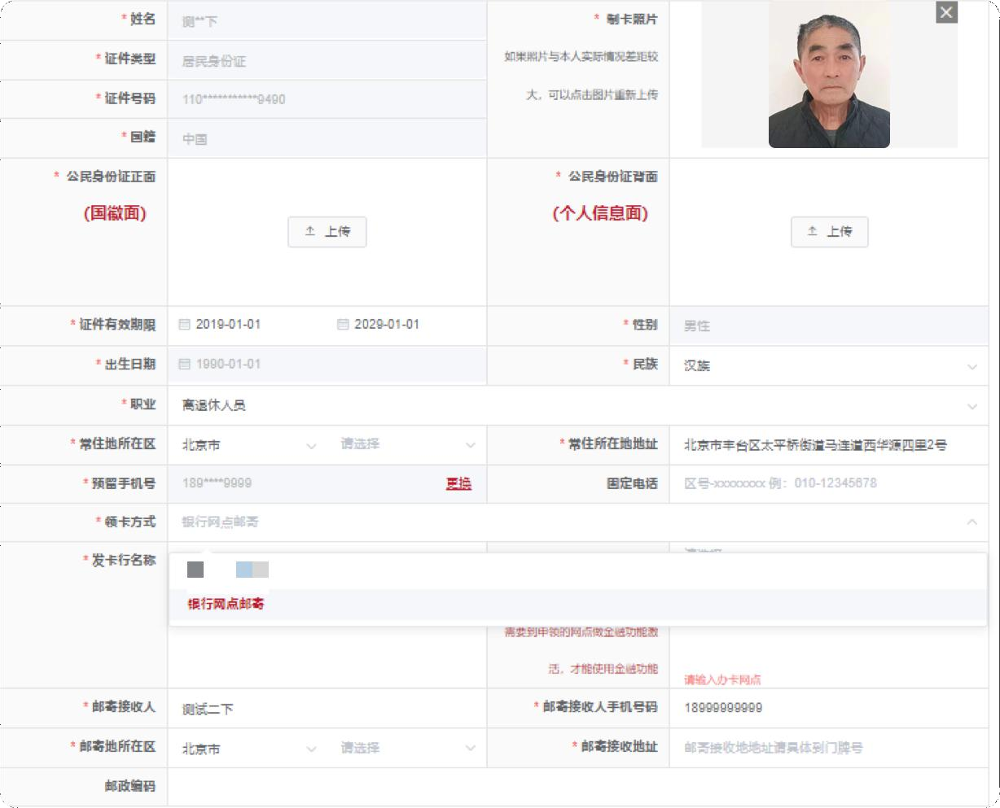 * 姓名 测**下 * 制卡照片
如果照片与本人实际情况差距较
* 证件类型 居民身份证
大，可以点击图片重新上传
* 证件号码 110***********9490
* 国籍 中国
* 公民身份证正面 * 公民身份证背面
(国徽面) (个人信息面)
上传 上传
* 证件有效期限 2019-01-01 2029-01-01 * 性别 男性
* 出生日期 1990-01-01 * 民族 汉族
* 职业 离退休人员
* 常住地所在区 北京市 请选择 * 常住所在地地址 北京市丰台区太平桥街道马连道西华源四里2号
* 预留手机号 189****9999 更换 固定电话 区号-xxxxxxxx 例：010-12345678
* 领卡方式 银行网点邮寄
* 发卡行名称
银行网点邮寄
需要到申领的网点做金融功能激
活，才能使用金融功能
请输入办卡网点
* 邮寄接收人 测试二下 * 邮寄接收人手机号码 18999999999
* 邮寄地所在区 北京市 请选择 * 邮寄接收地址 邮寄接收地地址请具体到门牌号
邮政编码